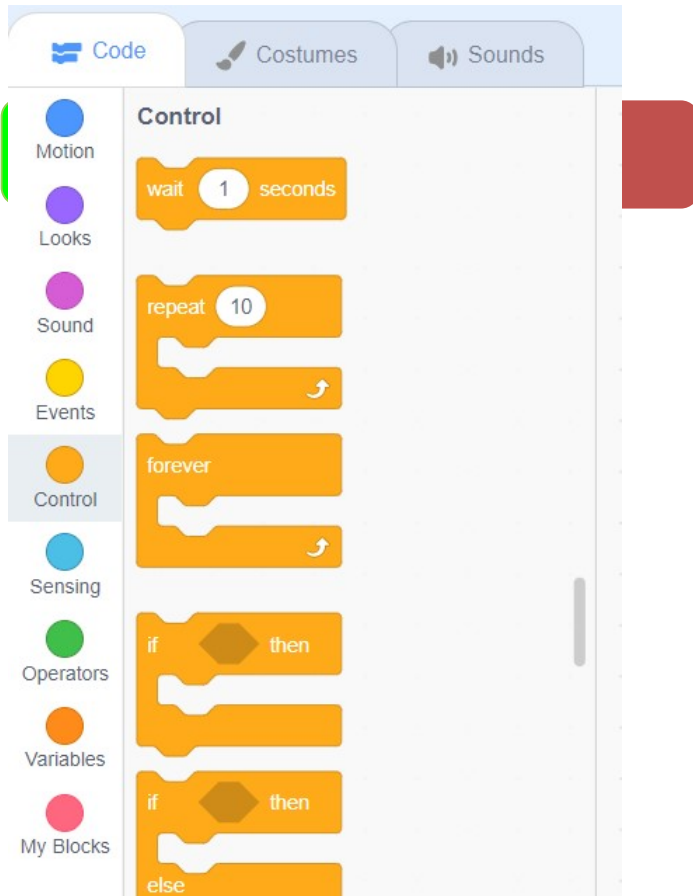 Code Costumes Sounds
Motion
Looks
Sound
Events
Control
Sensing
Operators
Variables
My Blocks
Control
wait 1 seconds
repeat 10
forever
if then
if then
else